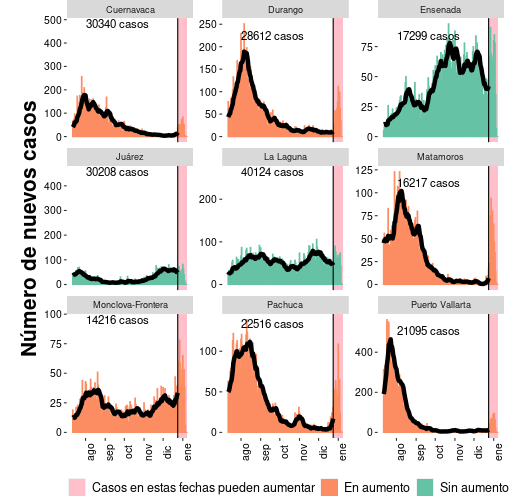 Número de nuevos casos
Cuernavaca
30340 casos
500
400
300
200
100
0
Durango
28612 casos
250
200
150
100
50
0
Ensenada
17299 casos
75
50
25
0
Juárez
30208 casos
400
300
200
100
0
La Laguna
40124 casos
200
100
0
Matamoros
16217 casos
125
100
75
50
25
0
Monclova-Frontera
14216 casos
100
75
50
25
0
Pachuca
22516 casos
100
50
0
Puerto Vallarta
21095 casos
400
200
0
ago sep oct nov dic ene
ago sep oct nov dic ene
ago sep oct nov dic ene
Casos en estas fechas pueden aumentar En aumento Sin aumento